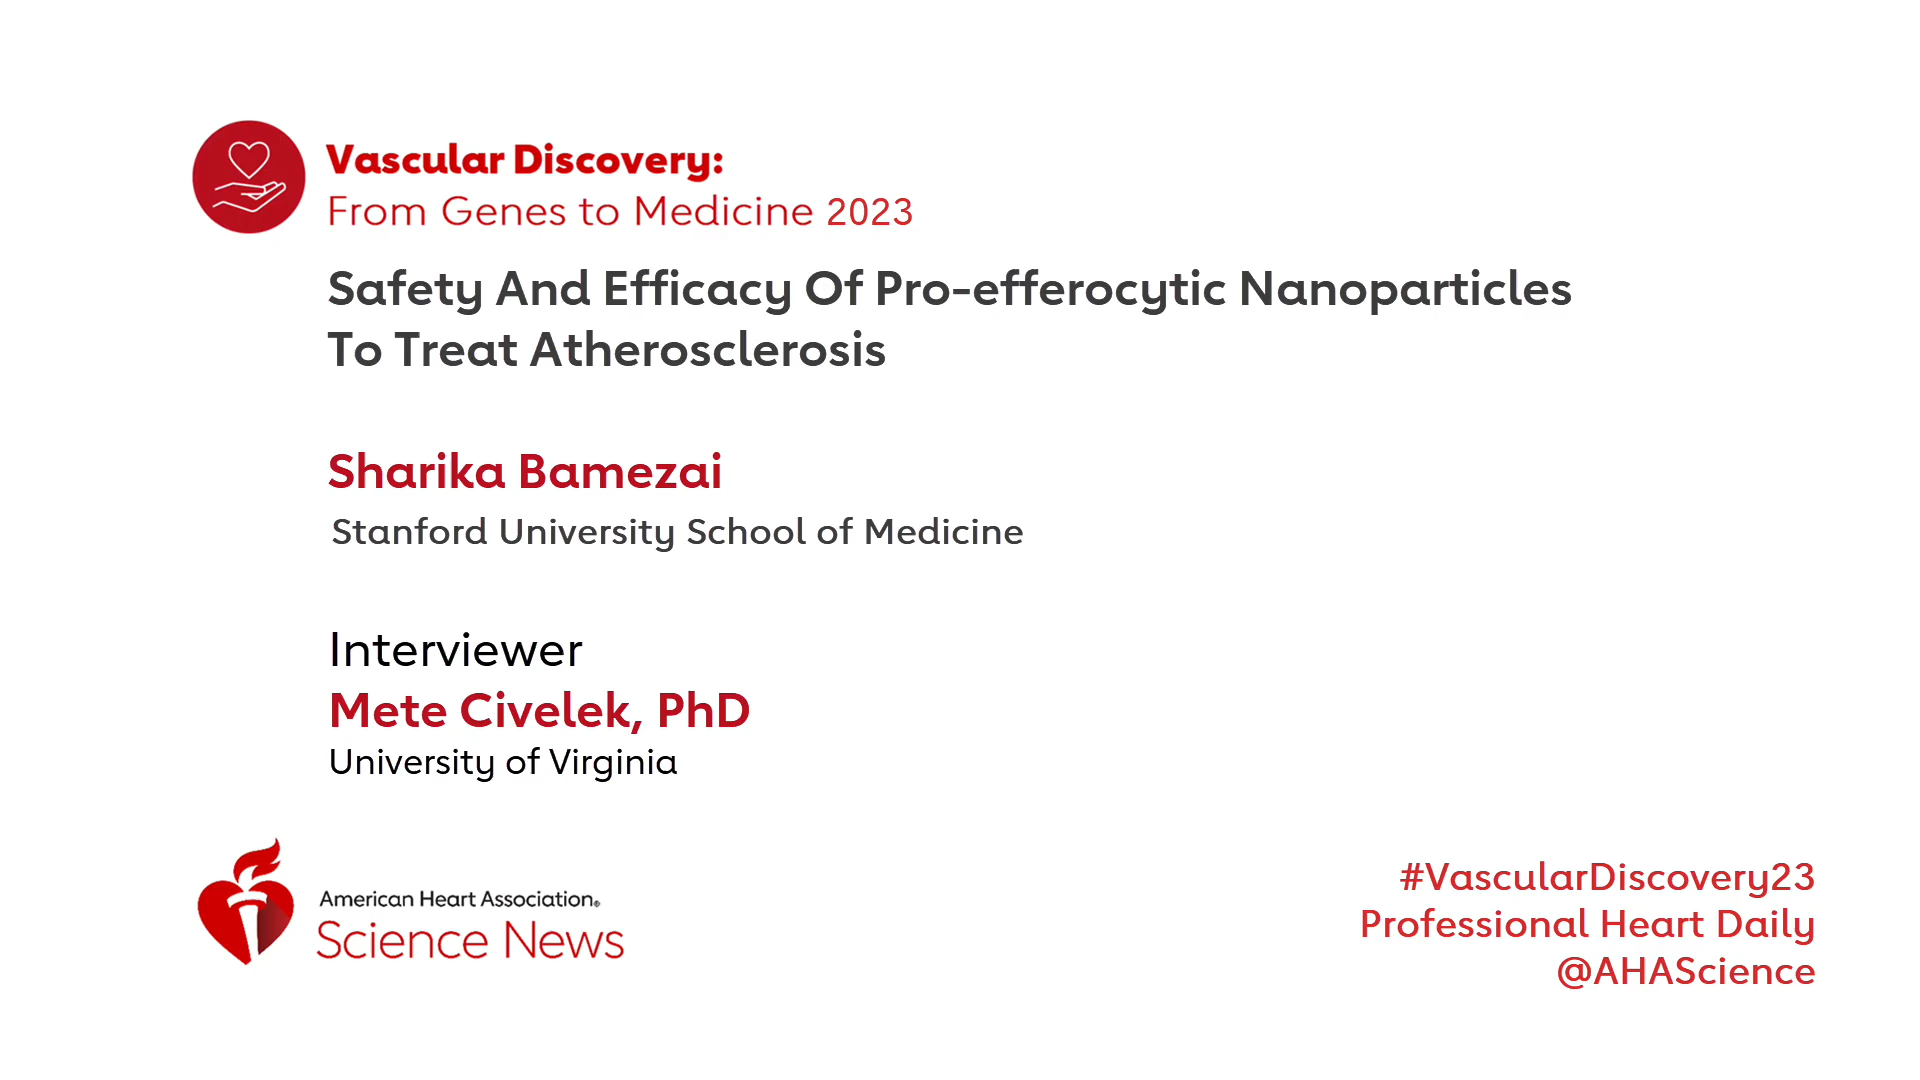 Vascular Discovery:
From Genes to Medicine 2023
Safety And Efficacy Of Pro-efferocytic Nanoparticles
To Treat Atherosclerosis
Sharika Bamezai
Stanford University School of Medicine
Interviewer
Mete Civelek, PhD
University of Virginia
American Heart Association®
Science News
#VascularDiscovery23
Professional Heart Daily
@AHAScience